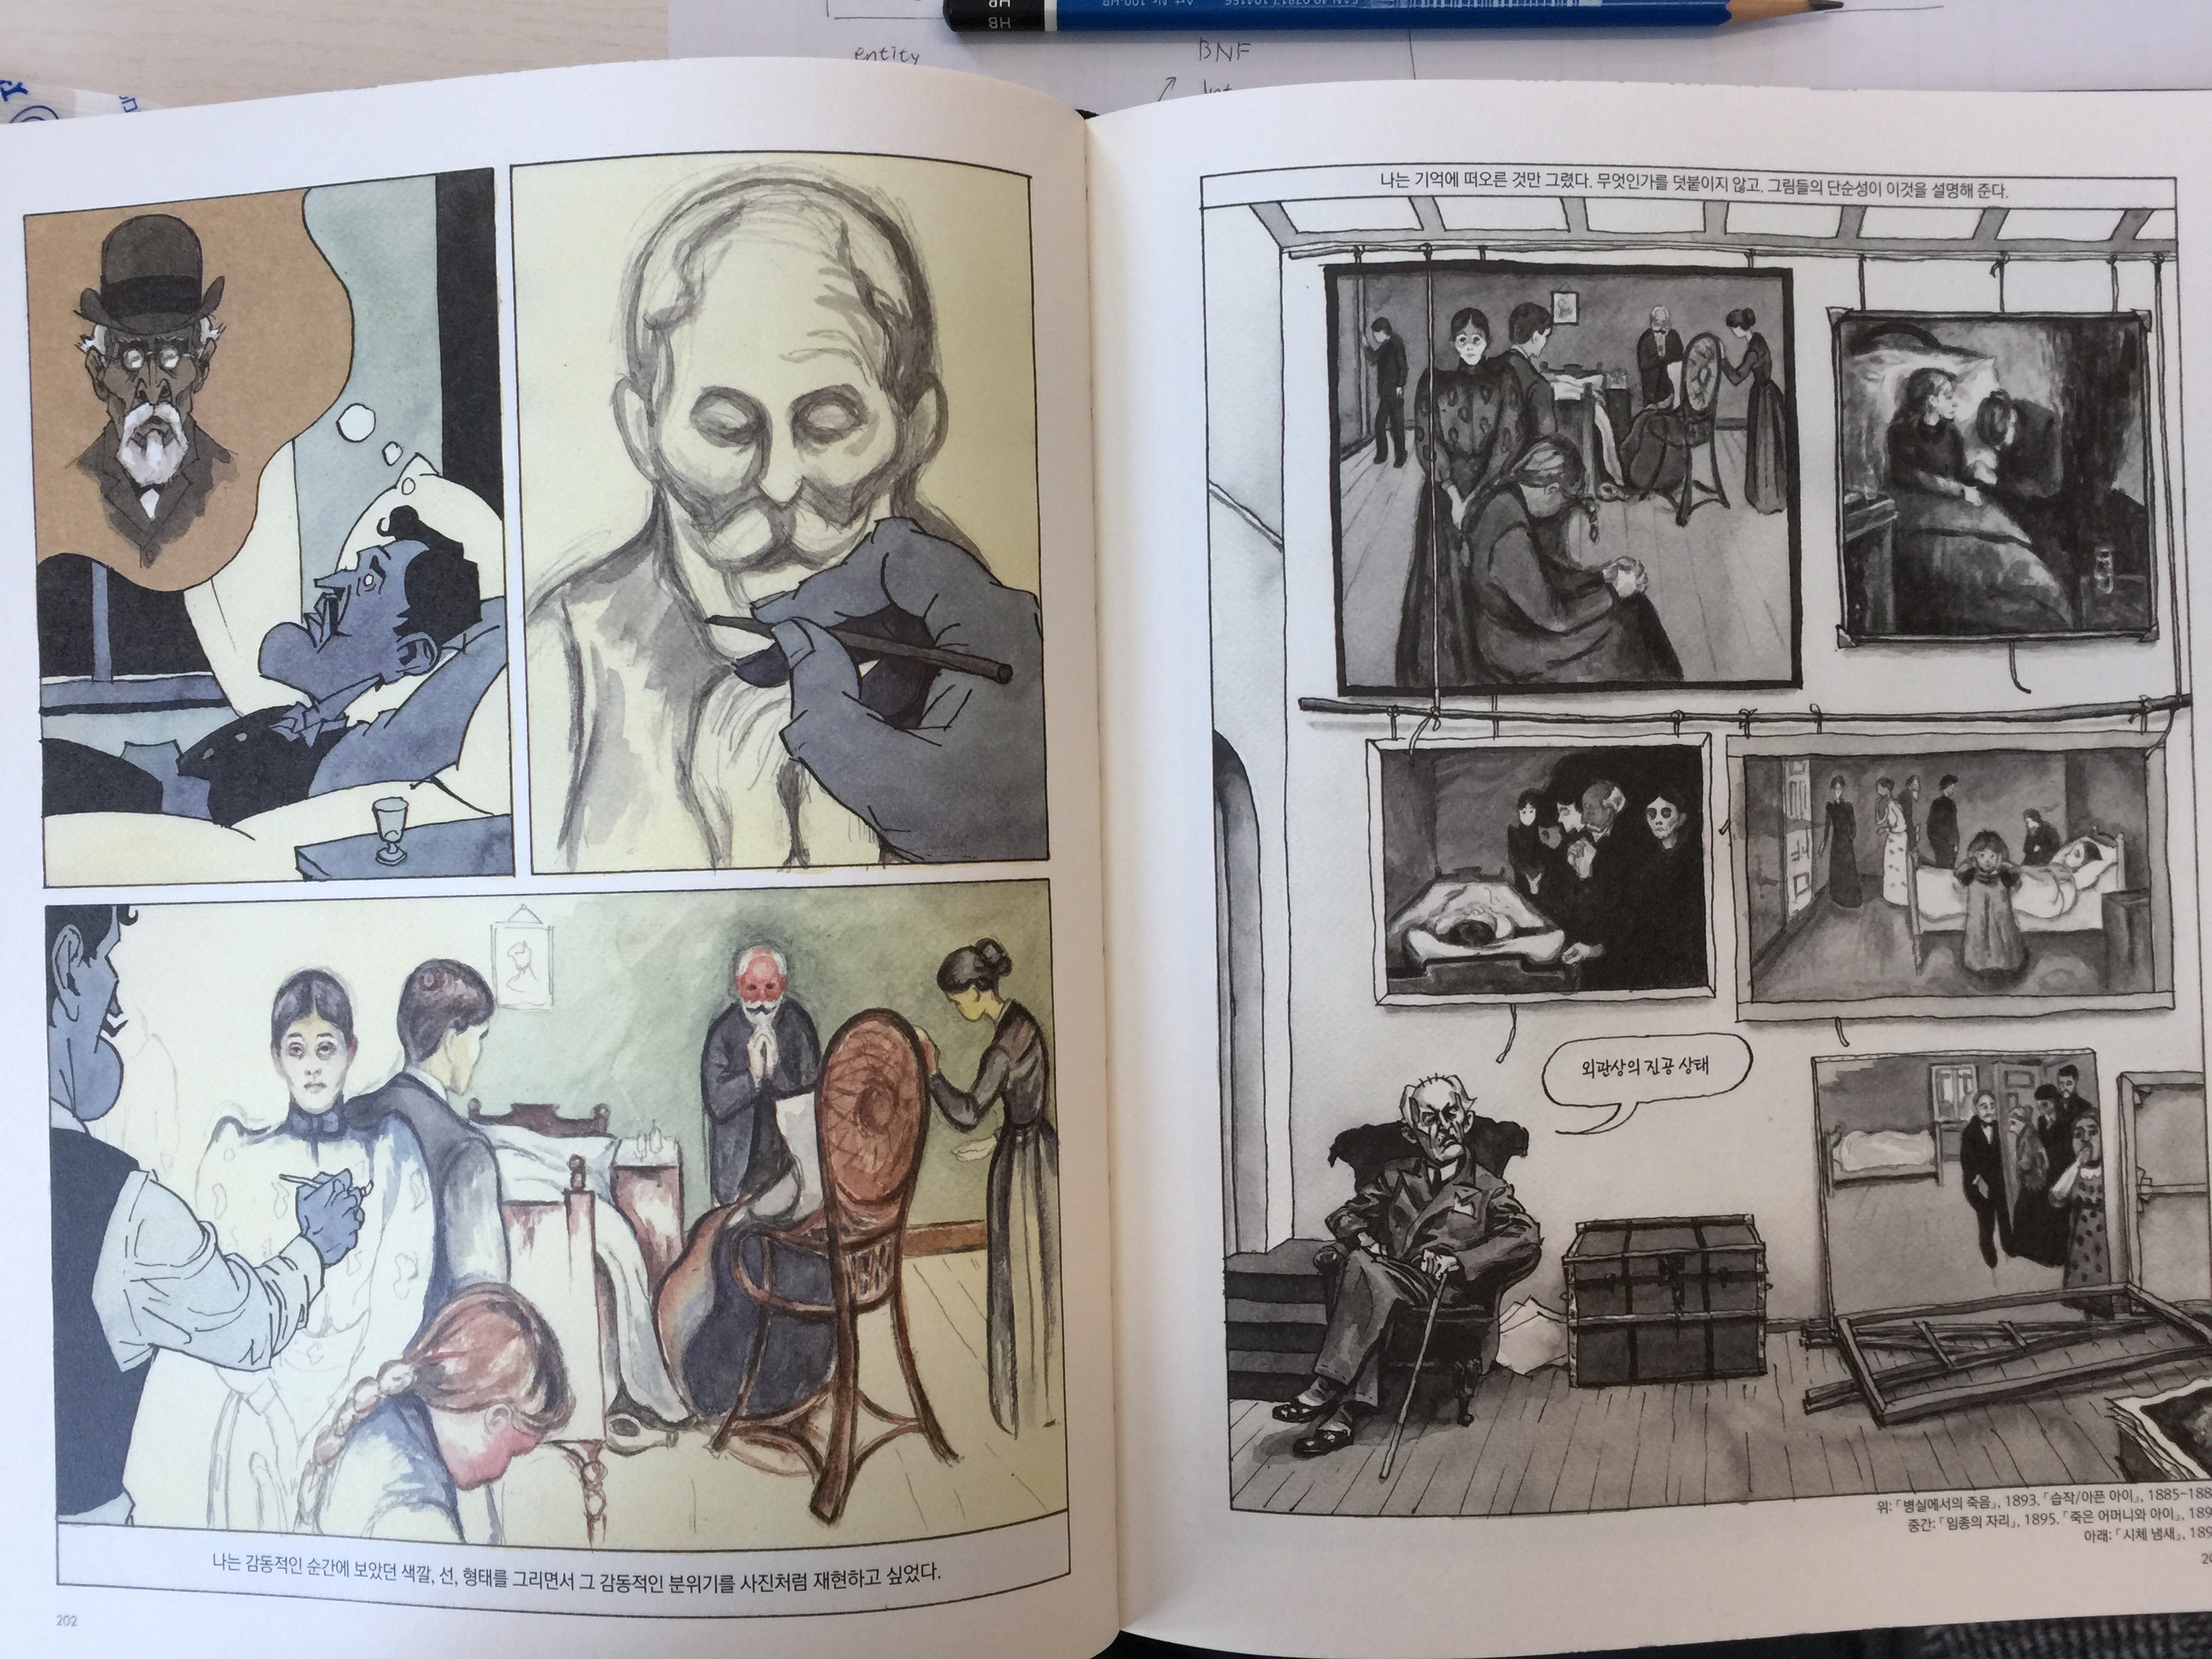 HB
entity
BNF
나는 감동적인 순간에 보았던 색깔, 선, 형태를 그리면서 그 감동적인 분위기를 사진처럼 재현하고 싶었다.
202
나는 기억에 떠오른 것만 그렸다. 무엇인가를 덧붙이지 않고. 그림들의 단순성이 이것을 설명해 준다.
외관상의 진공 상태
위: 「병실에서의 죽음」, 1893. 「습작/아픈 아이」, 1885-188
중간: 「임종의 자리」, 1895. 「죽은 어머니와 아이」, 189
아래: 「시체 냄새」, 189